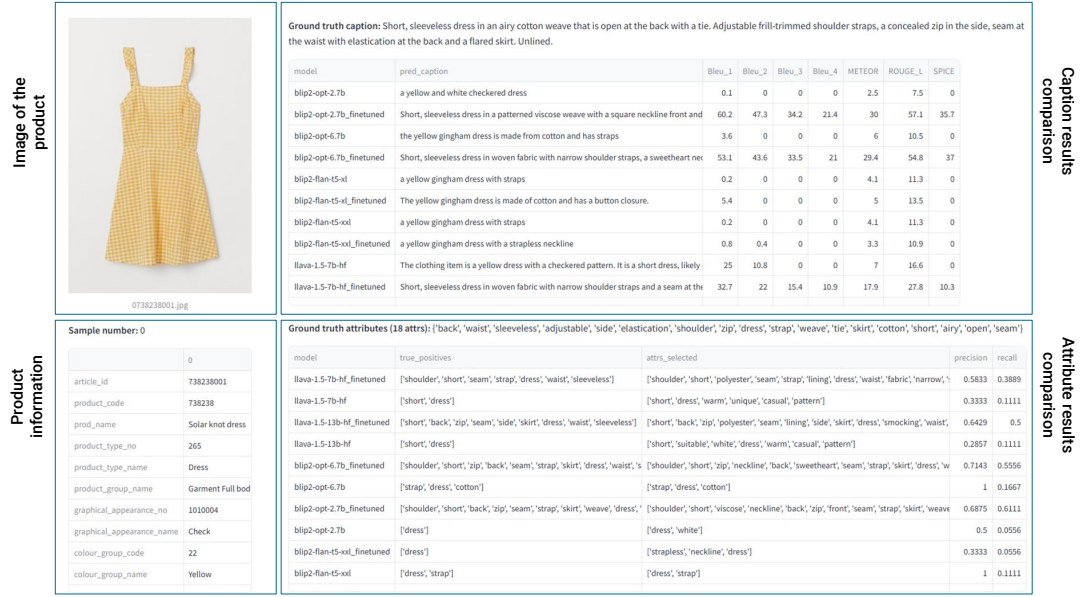 Image of the
product
0738238001.jpg
Ground truth caption: Short, sleeveless dress in an airy cotton weave that is open at the back with a tie. Adjustable frill-trimmed shoulder straps, a concealed zip in the side, seam at
the waist with elastication at the back and a flared skirt. Unlined.
model pred_caption Bleu_1 Bleu_2 Bleu_3 Bleu_4 METEOR ROUGE_L SPICE
blip2-opt-2.7b a yellow and white checkered dress 0.1 0 0 0 2.5 7.5 0
blip2-opt-2.7b_finetuned Short, sleeveless dress in a patterned viscose weave with a square neckline front and 60.2 47.3 34.2 21.4 30 57.1 35.7
blip2-opt-6.7b the yellow gingham dress is made from cotton and has straps 3.6 0 0 0 6 10.5 0
blip2-opt-6.7b_finetuned Short, sleeveless dress in woven fabric with narrow shoulder straps, a sweetheart nec 53.1 43.6 33.5 21 29.4 54.8 37
blip2-flan-t5-xl a yellow gingham dress with straps 0.2 0 0 0 4.1 11.3 0
blip2-flan-t5-xl_finetuned The yellow gingham dress is made of cotton and has a button closure. 5.4 0 0 0 5 13.5 0
blip2-flan-t5-xxl a yellow gingham dress with straps 0.2 0 0 0 4.1 11.3 0
blip2-flan-t5-xxl_finetuned a yellow gingham dress with a strapless neckline 0.8 0.4 0 0 3.3 10.9 0
llava-1.5-7b-hf The clothing item is a yellow dress with a checkered pattern. It is a short dress, likely 25 10.8 0 0 7 16.6 0
llava-1.5-7b-hf_finetuned Short, sleeveless dress in woven fabric with narrow shoulder straps and a seam at the 32.7 22 15.4 10.9 17.9 27.8 10.3
Caption results
comparison
Product
information
Sample number: 0
0
article_id 738238001
product_code 738238
prod_name Solar knot dress
product_type_no 265
product_type_name Dress
product_group_name Garment Full bod
graphical_appearance_no 1010004
graphical_appearance_name Check
colour_group_code 22
colour_group_name Yellow
Ground truth attributes (18 attrs): {'back', 'waist', 'sleeveless', 'adjustable', 'side', 'elastication', 'shoulder', 'zip', 'dress', 'strap', 'weave', 'tie', 'skirt', 'cotton', 'short', 'airy', 'open', 'seam'}
model true_positives attrs_selected precision recall
llava-1.5-7b-hf_finetuned ['shoulder', 'short', 'seam', 'strap', 'dress', 'waist', 'sleeveless'] ['shoulder', 'short', 'polyester', 'seam', 'strap', 'lining', 'dress', 'waist', 'fabric', 'narrow', 0.5833 0.3889
llava-1.5-7b-hf ['short', 'dress'] ['short', 'dress', 'warm', 'unique', 'casual', 'pattern'] 0.3333 0.1111
llava-1.5-13b-hf_finetuned ['short', 'back', 'zip', 'seam', 'side', 'skirt', 'dress', 'waist', 'sleeveless'] ['short', 'back', 'zip', 'polyester', 'seam', 'lining', 'side', 'skirt', 'dress', 'smocking', 'waist', 0.6429 0.5
llava-1.5-13b-hf ['short', 'dress'] ['short', 'suitable', 'white', 'dress', 'warm', 'casual', 'pattern'] 0.2857 0.1111
blip2-opt-6.7b_finetuned ['shoulder', 'short', 'zip', 'back', 'seam', 'strap', 'skirt', 'dress', 'waist', 's ['shoulder', 'short', 'zip', 'neckline', 'back', 'sweetheart', 'seam', 'strap', 'skirt', 'dress', 'w 0.7143 0.5556
blip2-opt-6.7b ['strap', 'dress', 'cotton'] ['strap', 'dress', 'cotton'] 1 0.1667
blip2-opt-2.7b_finetuned ['shoulder', 'short', 'back', 'zip', 'seam', 'strap', 'skirt', 'weave', 'dress', ' ['shoulder', 'short', 'viscose', 'neckline', 'back', 'zip', 'front', 'seam', 'strap', 'skirt', 'weave 0.6875 0.6111
blip2-opt-2.7b ['dress'] ['dress', 'white'] 0.5 0.0556
blip2-flan-t5-xxl_finetuned ['dress'] ['strapless', 'neckline', 'dress'] 0.3333 0.0556
blip2-flan-t5-xxl ['dress', 'strap'] ['dress', 'strap'] 1 0.1111
Attribute results
comparison